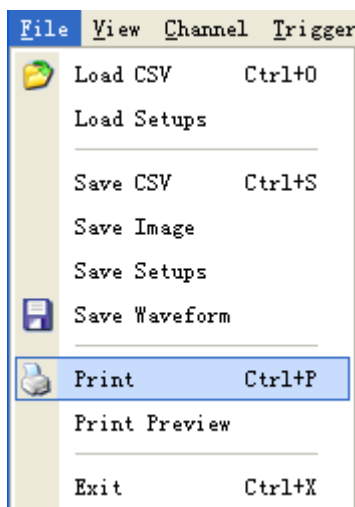 File View Channel Trigger
Load CSV Ctrl+O
Load Setups
Save CSV Ctrl+S
Save Image
Save Setups
Save Waveform
Print Ctrl+P
Print Preview
Exit Ctrl+X